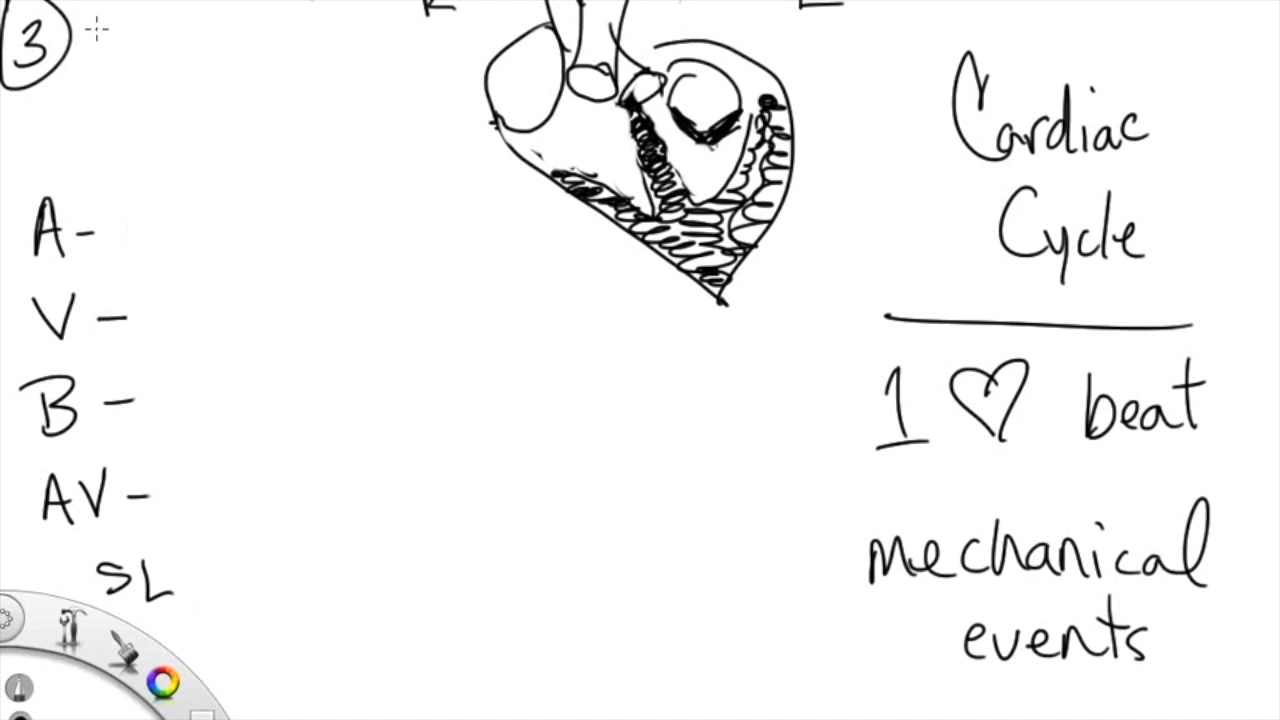 3
A -
V -
B -
AV -
SL
Cardiac
Cycle
1 ♡ beat
mechanical
events